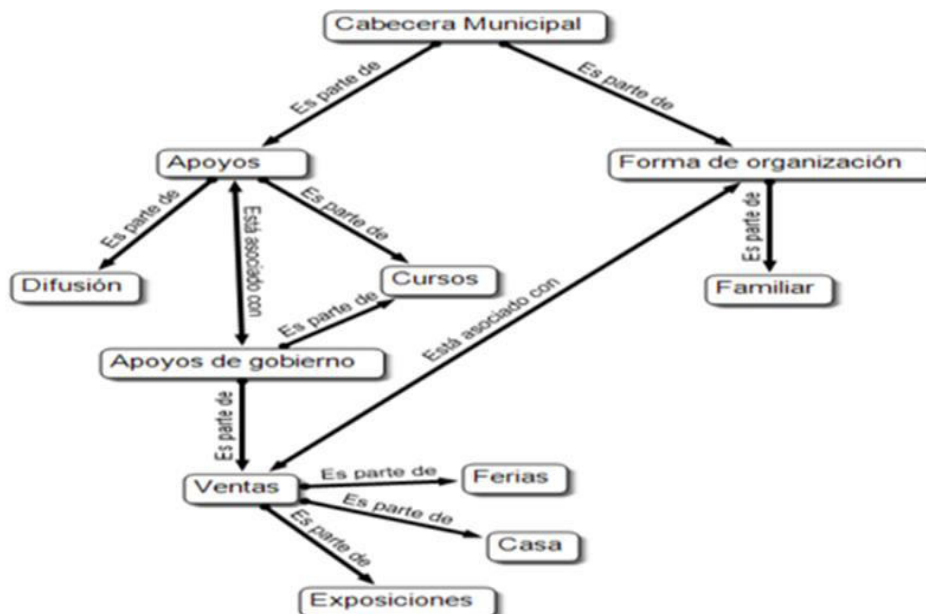 Cabecera Municipal
Es parte de
Es parte de
Apoyos
Forma de organización
Es parte de
Está asociado con
Es parte de
Es parte de
Difusión
Cursos
Familiar
Es parte de
Está asociado con
Apoyos de gobierno
Es parte de
Ventas
Es parte de
Ferias
Es parte de
Casa
Es parte de
Exposiciones